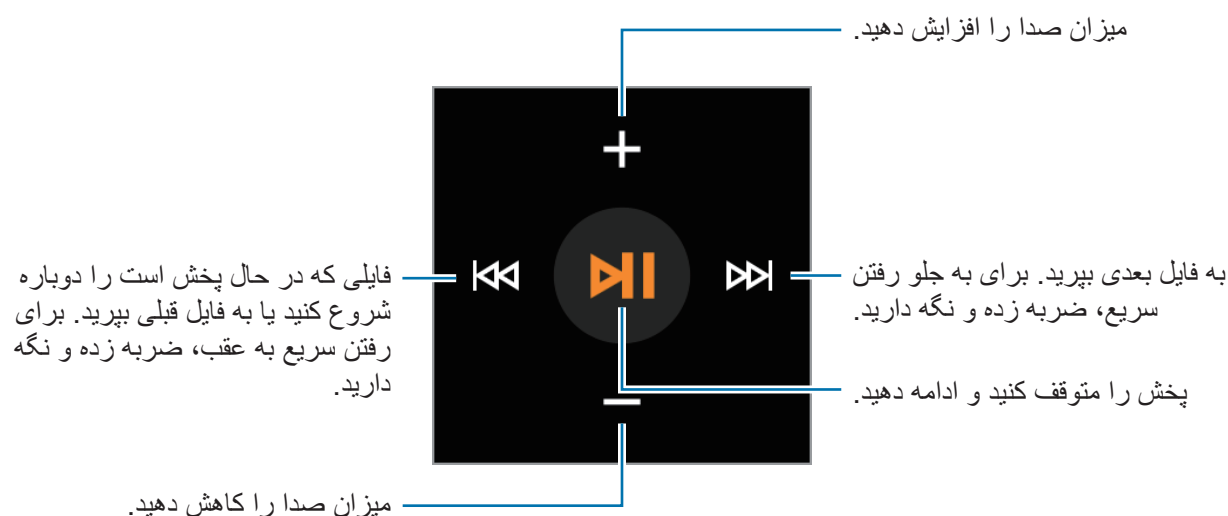 میزان صدا را افزایش دهید.
به فایل بعدی بپرید. برای به جلو رفتن
سریع، ضربه زده و نگه دارید.
فایلی که در حال پخش است را دوباره
شروع کنید یا به فایل قبلی بپرید. برای
رفتن سریع به عقب، ضربه زده و نگه
دارید.
پخش را متوقف کنید و ادامه دهید.
میزان صدا را کاهش دهید.